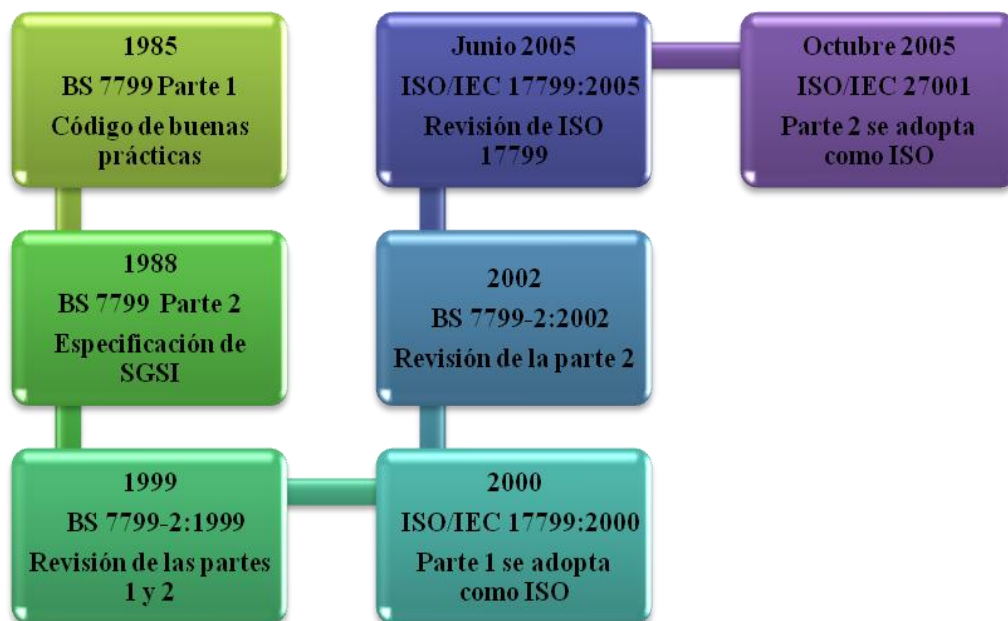 1985
BS 7799 Parte 1
Código de buenas
prácticas
1988
BS 7799 Parte 2
Especificación de
SGSI
1999
BS 7799-2:1999
Revisión de las partes
1 y 2
2000
ISO/IEC 17799:2000
Parte 1 se adopta
como ISO
2002
BS 7799-2:2002
Revisión de la parte 2
Junio 2005
ISO/IEC 17799:2005
Revisión de ISO
17799
Octubre 2005
ISO/IEC 27001
Parte 2 se adopta
como ISO